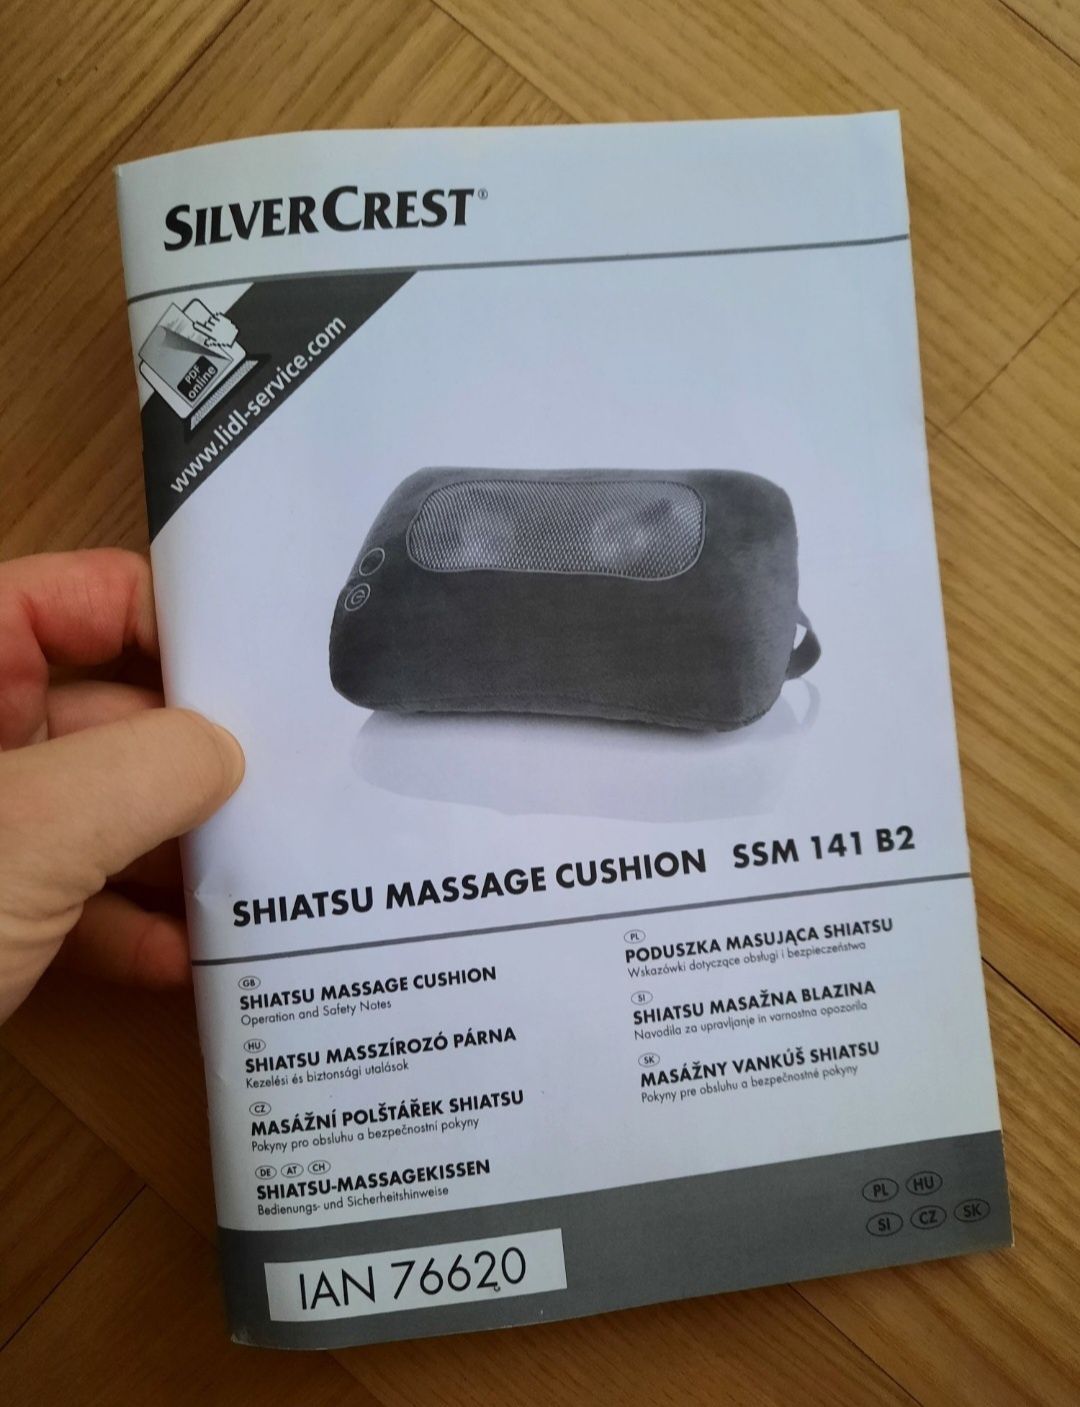 SILVERCREST®
PDF
online
www.lidl-service.com
SHIATSU MASSAGE CUSHION SSM 141 B2
GB
SHIATSU MASSAGE CUSHION
Operation and Safety Notes
HU
SHIATSU MASSZÍROZÓ PÁRNA
Kezelési és biztonsági utalások
CZ
MASÁŽNÍ POLŠTÁŘEK SHIATSU
Pokyny pro obsluhu a bezpečnostní pokyny
DE AT CH
SHIATSU-MASSAGEKISSEN
Bedienungs- und Sicherheitshinweise
PL
PODUSZKA MASUJĄCA SHIATSU
Wskazówki dotyczące obsługi i bezpieczeństwa
SI
SHIATSU MASAŽNA BLAZINA
Navodila za upravljanje in varnostna opozorila
SK
MASÁŽNY VANKÚŠ SHIATSU
Pokyny pre obsluhu a bezpečnostné pokyny
IAN 76620
PL HU
SI CZ SK